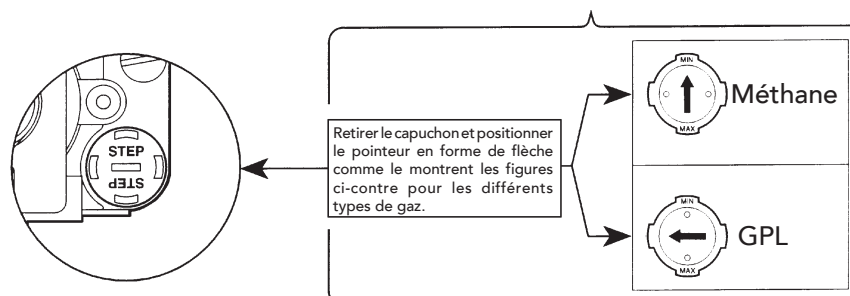 STEP
STEP
Retirer le capuchon et positionner
le pointeur en forme de flèche
comme le montrent les figures
ci-contre pour les différents
types de gaz.
MIN
Méthane
MAX
MIN
GPL
MAX